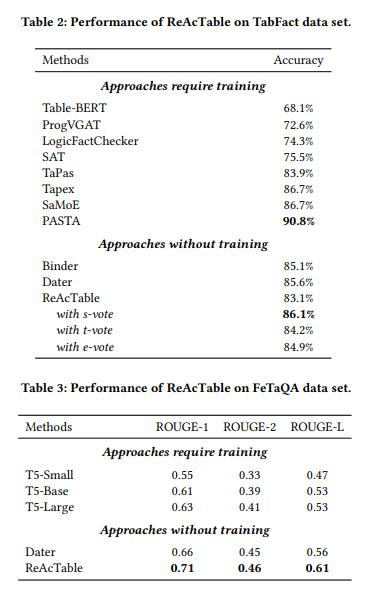 Table 2: Performance of ReAcTable on TabFact data set.
Methods Accuracy
Approaches require training
Table-BERT 68.1%
ProgVGAT 72.6%
LogicFactChecker 74.3%
SAT 75.5%
TaPas 83.9%
Tapex 86.7%
SaMoE 86.7%
PASTA 90.8%
Approaches without training
Binder 85.1%
Dater 85.6%
ReAcTable 83.1%
with s-vote 86.1%
with t-vote 84.2%
with e-vote 84.9%
Table 3: Performance of ReAcTable on FeTaQA data set.
Methods ROUGE-1 ROUGE-2 ROUGE-L
Approaches require training
T5-Small 0.55 0.33 0.47
T5-Base 0.61 0.39 0.53
T5-Large 0.63 0.41 0.53
Approaches without training
Dater 0.66 0.45 0.56
ReAcTable 0.71 0.46 0.61